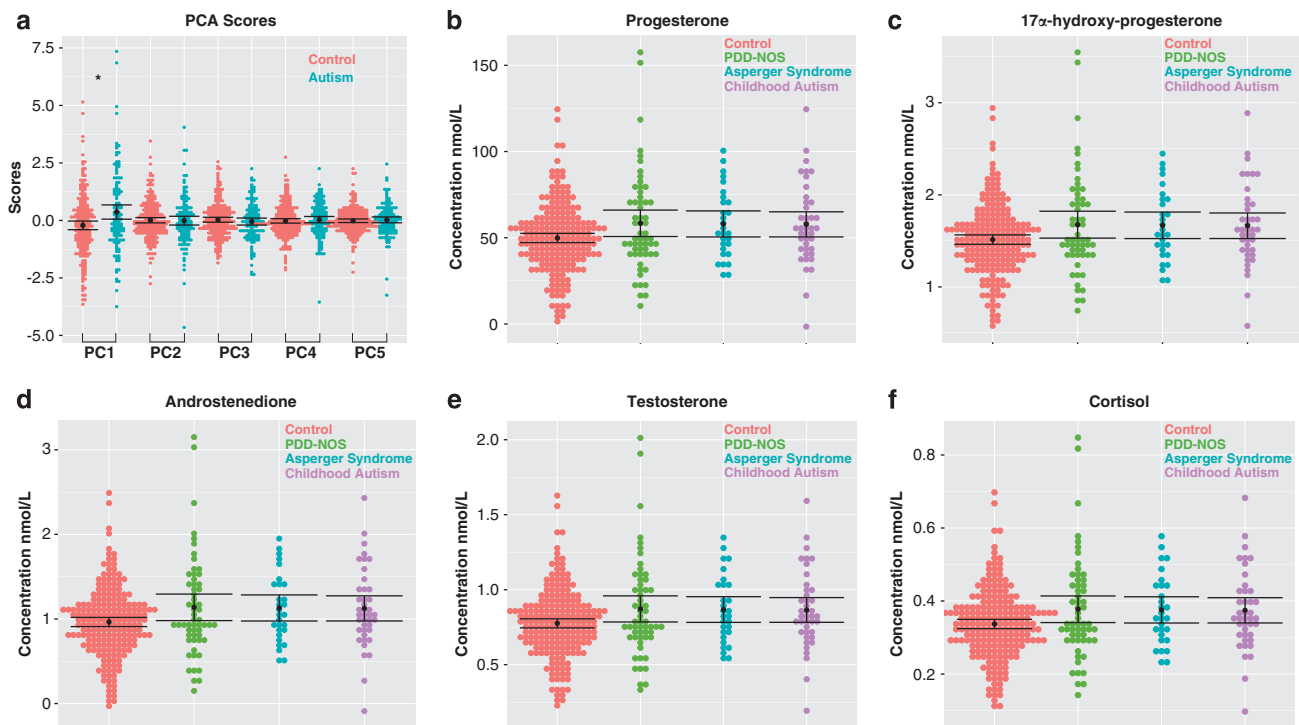 a
PCA Scores
7.5
5.0
2.5
0.0
-2.5
-5.0
Scores
Control
Autism
*
PC1 PC2 PC3 PC4 PC5
b
Progesterone
150
100
50
0
Concentration nmol/L
Control
PDD-NOS
Asperger Syndrome
Childhood Autism
c
17α-hydroxy-progesterone
3
2
1
Concentration nmol/L
Control
PDD-NOS
Asperger Syndrome
Childhood Autism
d
Androstenedione
3
2
1
0
Concentration nmol/L
Control
PDD-NOS
Asperger Syndrome
Childhood Autism
e
Testosterone
2.0
1.5
1.0
0.5
Concentration nmol/L
Control
PDD-NOS
Asperger Syndrome
Childhood Autism
f
Cortisol
0.8
0.6
0.4
0.2
Concentration nmol/L
Control
PDD-NOS
Asperger Syndrome
Childhood Autism